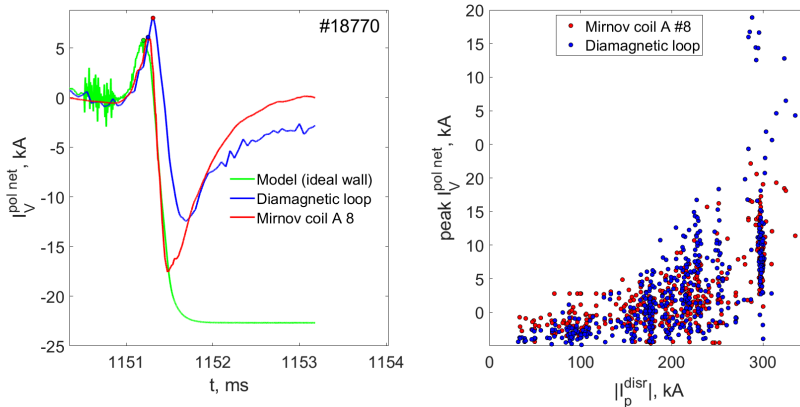 #18770
5
0
-5
-10
-15
-20
-25
I_V^pol net, kA
Model (ideal wall)
Diamagnetic loop
Mirnov coil A 8
1151
1152
1153
1154
t, ms
Mirnov coil A #8
Diamagnetic loop
20
15
20
0
15
10
5
0
peak I_V^pol net, kA
0
100
200
300
|I_p^disr|, kA